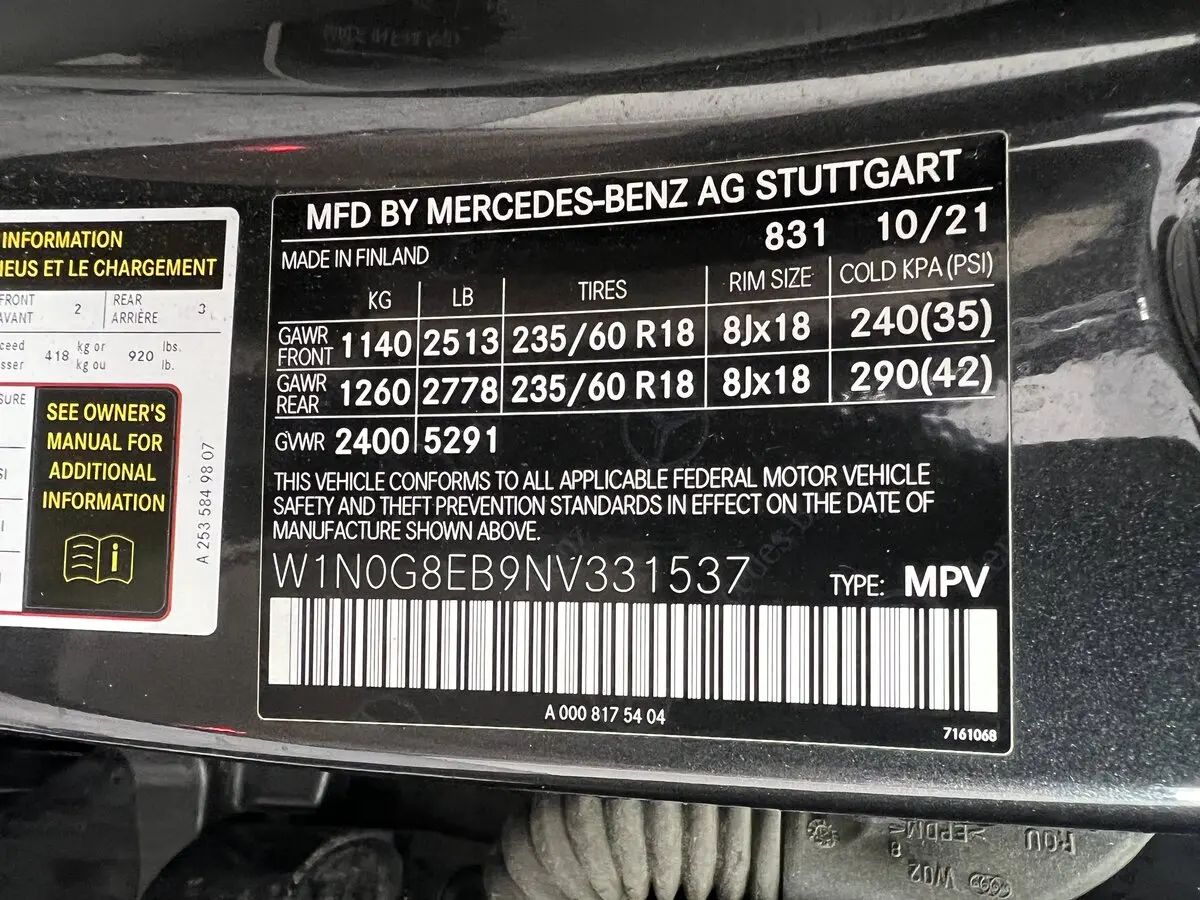 INFORMATION
NEUS ET LE CHARGEMENT
FRONT 2 REAR 3
AVANT ARRIÈRE
418 kg or 920 lbs.
kg ou lb.
SEE OWNER'S
MANUAL FOR
ADDITIONAL
INFORMATION
A 253 584 98 07
MFD BY MERCEDES-BENZ AG STUTTGART
MADE IN FINLAND 831 10/21
KG LB TIRES RIM SIZE COLD KPA (PSI)
GAWR FRONT 1140 2513 235/60 R18 8Jx18 240(35)
GAWR REAR 1260 2778 235/60 R18 8Jx18 290(42)
GVWR 2400 5291
THIS VEHICLE CONFORMS TO ALL APPLICABLE FEDERAL MOTOR VEHICLE
SAFETY AND THEFT PREVENTION STANDARDS IN EFFECT ON THE DATE OF
MANUFACTURE SHOWN ABOVE.
W1N0G8EB9NV331537 TYPE: MPV
A 000 817 54 04
7161068
>EPDM<
8